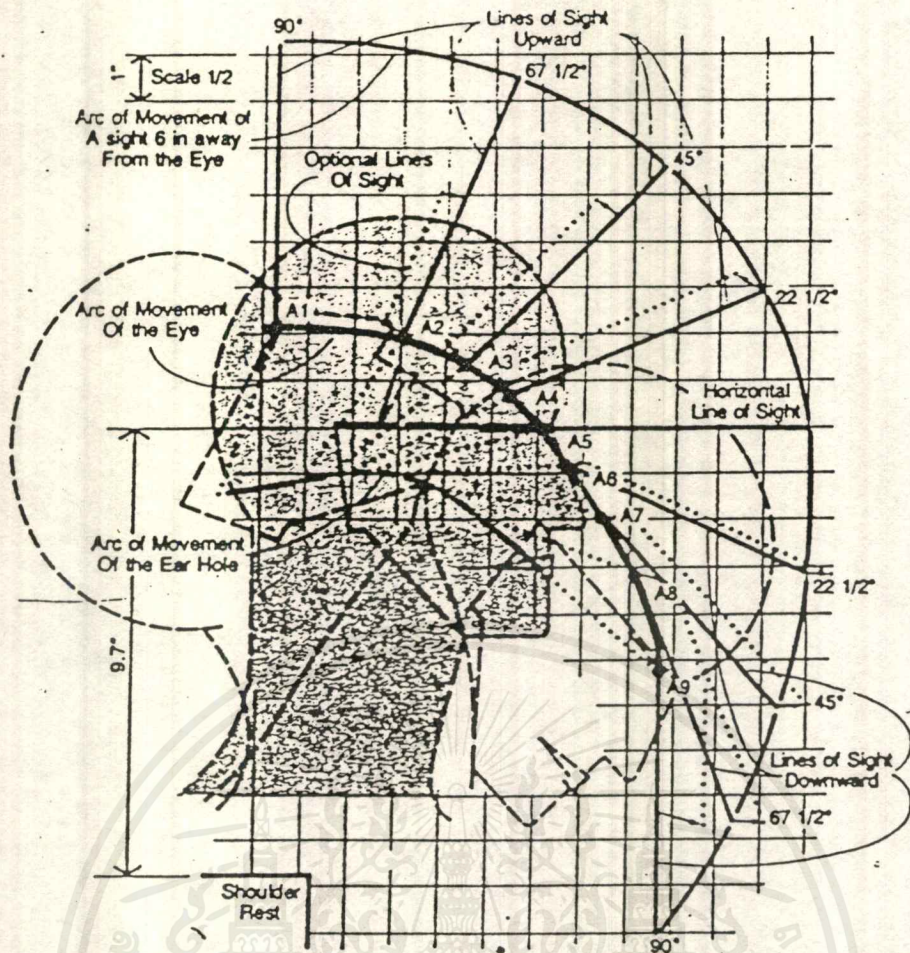 90°
Lines of Sight
Upward
1"
Scale 1/2
67 1/2°
Arc of Movement of
A sight 6 in away
From the Eye
Optional Lines
Of Sight
45°
22 1/2°
Arc of Movement
Of the Eye
A1
A2
A3
A4
Horizontal
Line of Sight
A5
A6
A7
Arc of Movement
Of the Ear Hole
22 1/2°
A8
9.7"
A9
45°
Lines of Sight
Downward
67 1/2°
Shoulder
Rest
90°